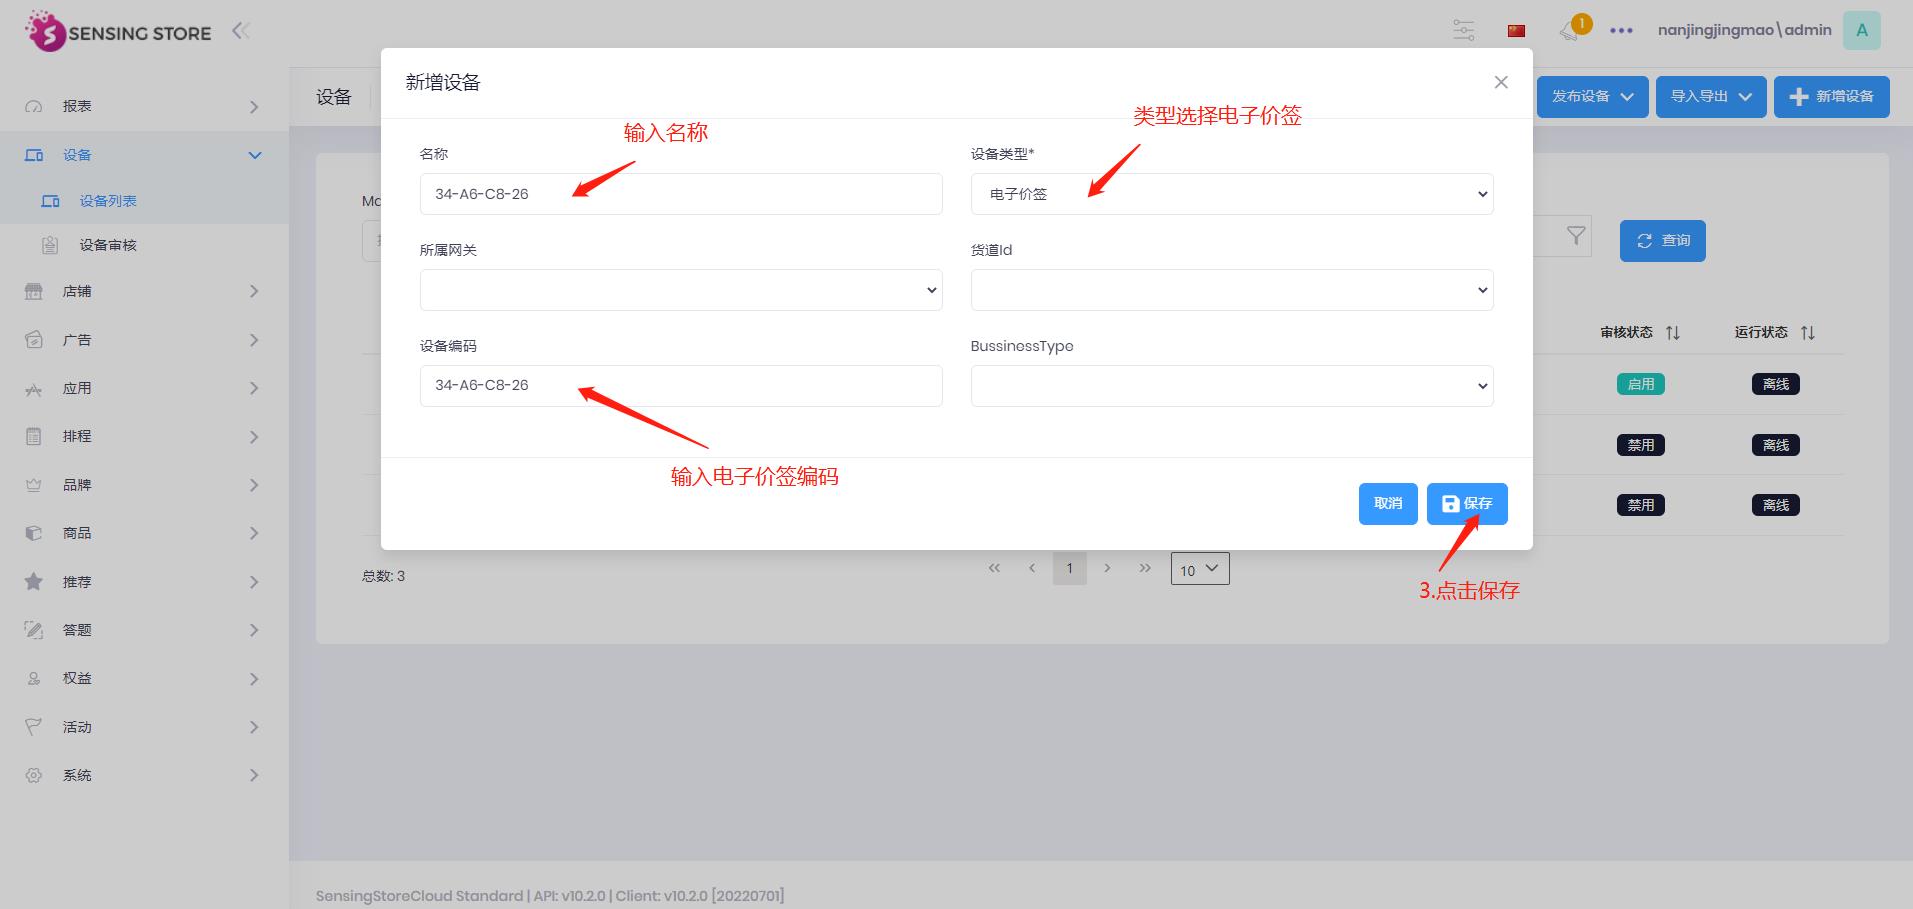 SENSING STORE
1
nanjingjingmao\admin
A
报表
设备
设备列表
设备审核
店铺
广告
应用
排程
品牌
商品
推荐
答题
权益
活动
系统
设备
发布设备
导入导出
新增设备
新增设备
输入名称
类型选择电子价签
名称
设备类型*
34-A6-C8-26
电子价签
所属网关
货道Id
设备编码
BussinessType
34-A6-C8-26
输入电子价签编码
取消
保存
3.点击保存
查询
审核状态
运行状态
启用
离线
禁用
离线
禁用
离线
总数: 3
1
10
SensingStoreCloud Standard | API: v10.2.0 | Client: v10.2.0 [20220701]